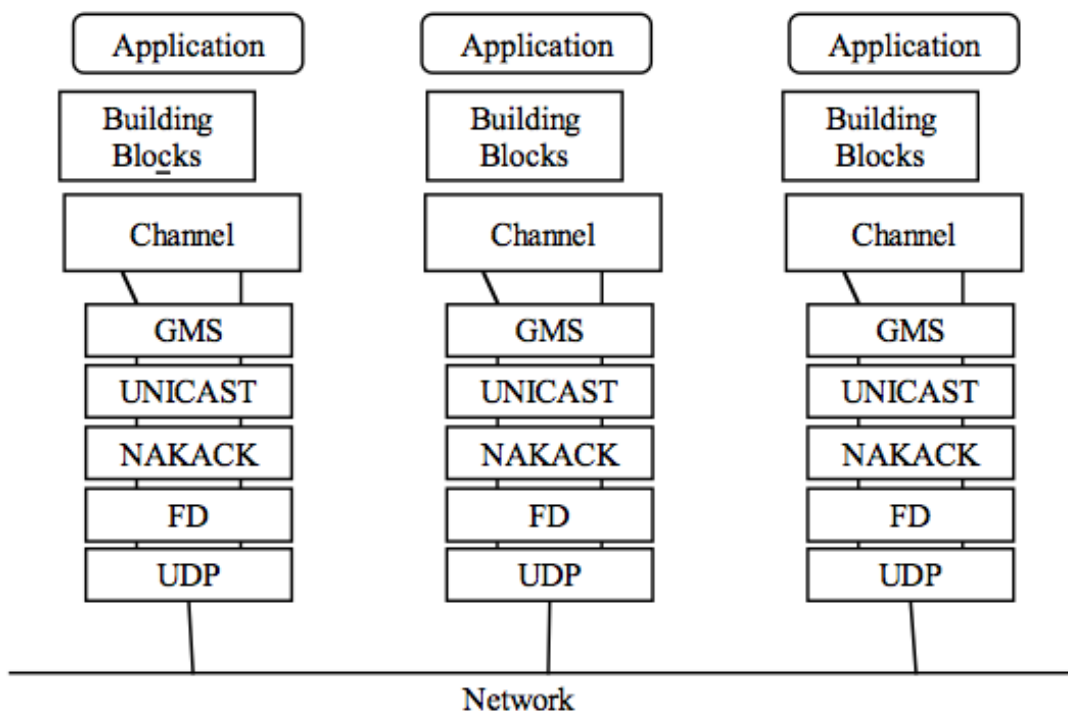 Application
Application
Application
Building
Blocks
Building
Blocks
Building
Blocks
Channel
Channel
Channel
GMS
GMS
GMS
UNICAST
UNICAST
UNICAST
NAKACK
NAKACK
NAKACK
FD
FD
FD
UDP
UDP
UDP
Network